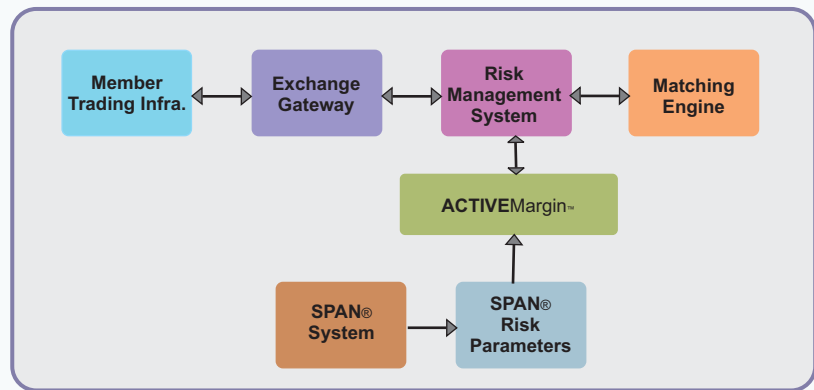 Member
Trading Infra.
Exchange
Gateway
Risk
Management
System
Matching
Engine
ACTIVEMargin™
SPAN®
System
SPAN®
Risk
Parameters